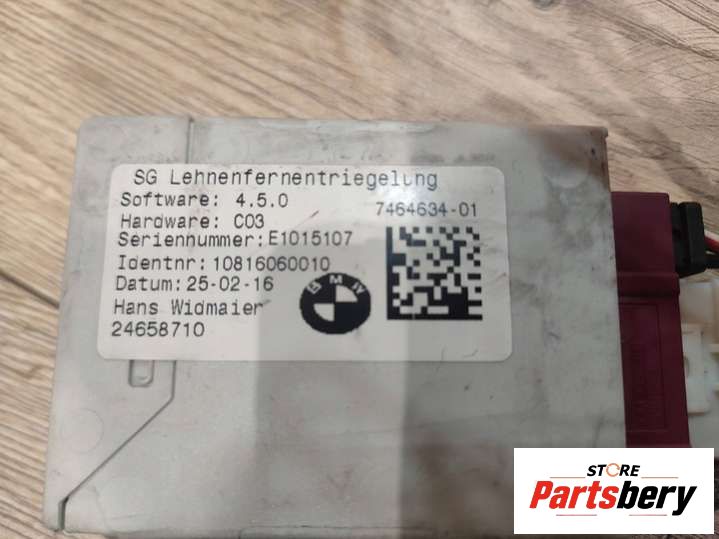 SG Lehnenfernentriegelung
Software: 4.5.0
7464634-01
Hardware: C03
Seriennummer:E1015107
Identnr:10816060010
Datum:25-02-16
BMW
Hans Widmaier
24658710
STORE
Partsbery